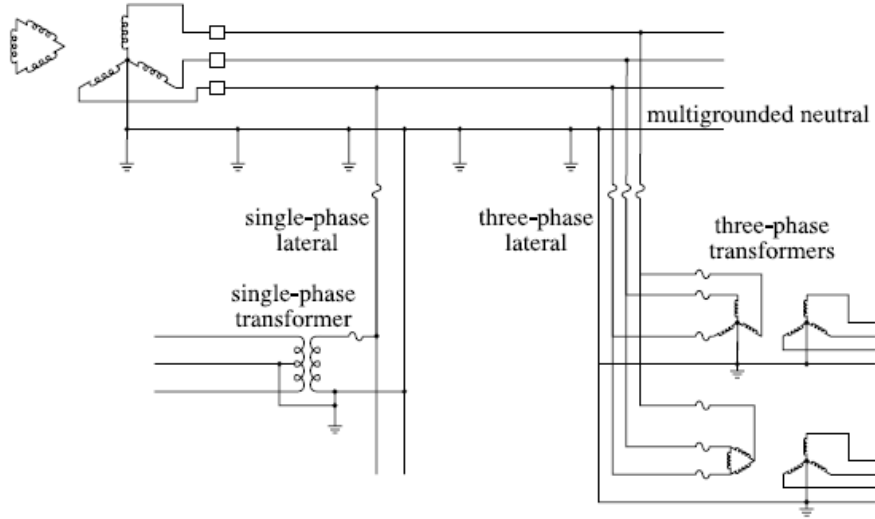 multigrounded neutral
single-phase
lateral
three-phase
lateral
three-phase
transformers
single-phase
transformer